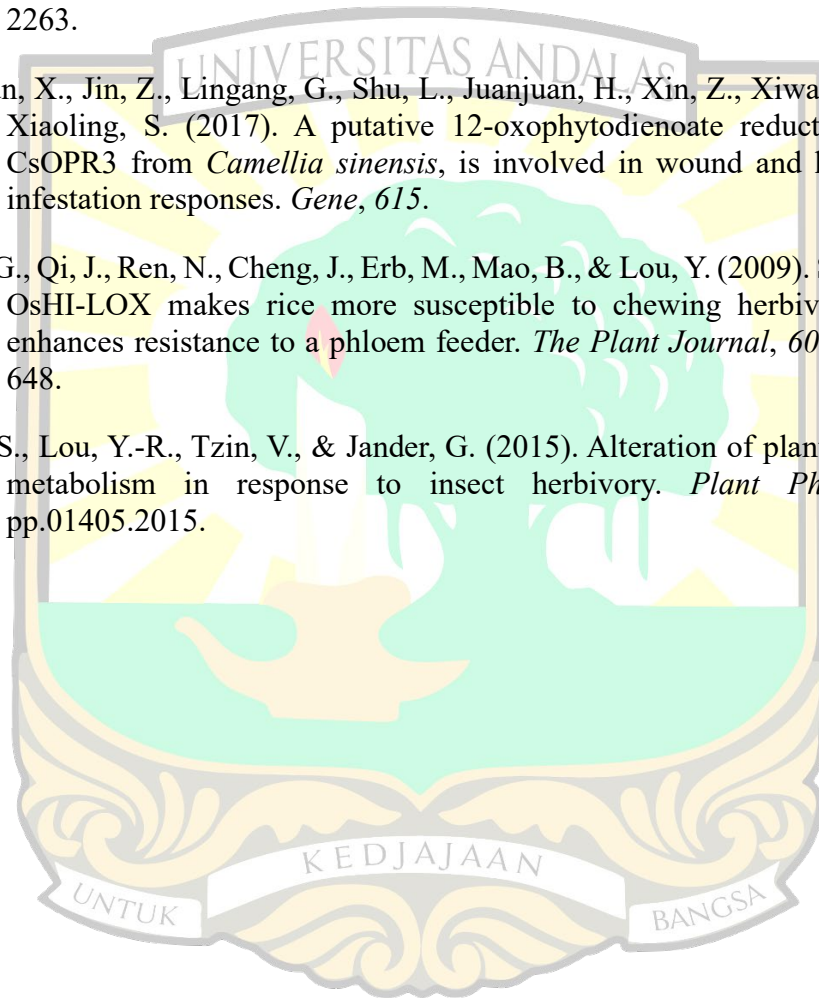 2263.
UNIVERSITAS ANDALAS
n, X., Jin, Z., Lingang, G., Shu, L., Juanjuan, H., Xin, Z., Xiwa
Xiaoling, S. (2017). A putative 12-oxophytodienoate reduct
CsOPR3 from Camellia sinensis, is involved in wound and
infestation responses. Gene, 615.
G., Qi, J., Ren, N., Cheng, J., Erb, M., Mao, B., & Lou, Y. (2009).
OsHI-LOX makes rice more susceptible to chewing herbiv
enhances resistance to a phloem feeder. The Plant Journal, 60
648.
S., Lou, Y.-R., Tzin, V., & Jander, G. (2015). Alteration of plant
metabolism in response to insect herbivory. Plant Ph
pp.01405.2015.
KEDJAJAAN
UNTUK BANGSA